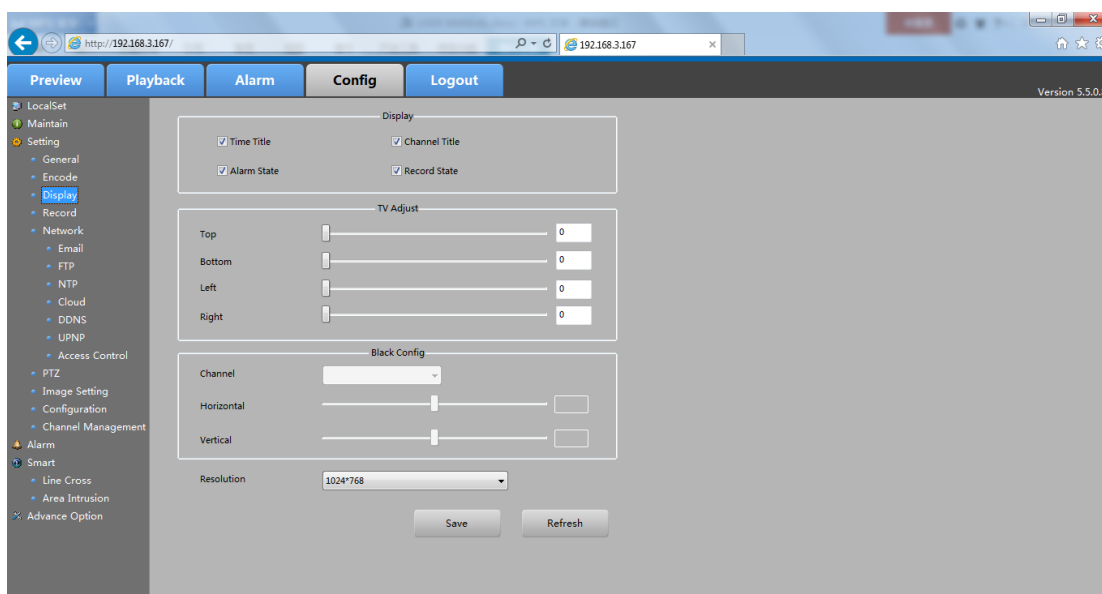 http://192.168.3.167/
192.168.3.167
Preview
Playback
Alarm
Config
Logout
Version 5.5.0.
LocalSet
Maintain
Setting
General
Encode
Display
Record
Network
Email
FTP
NTP
Cloud
DDNS
UPNP
Access Control
PTZ
Image Setting
Configuration
Channel Management
Alarm
Smart
Line Cross
Area Intrusion
Advance Option
Display
Time Title
Channel Title
Alarm State
Record State
TV Adjust
Top 0
Bottom 0
Left 0
Right 0
Black Config
Channel
Horizontal
Vertical
Resolution 1024*768
Save Refresh